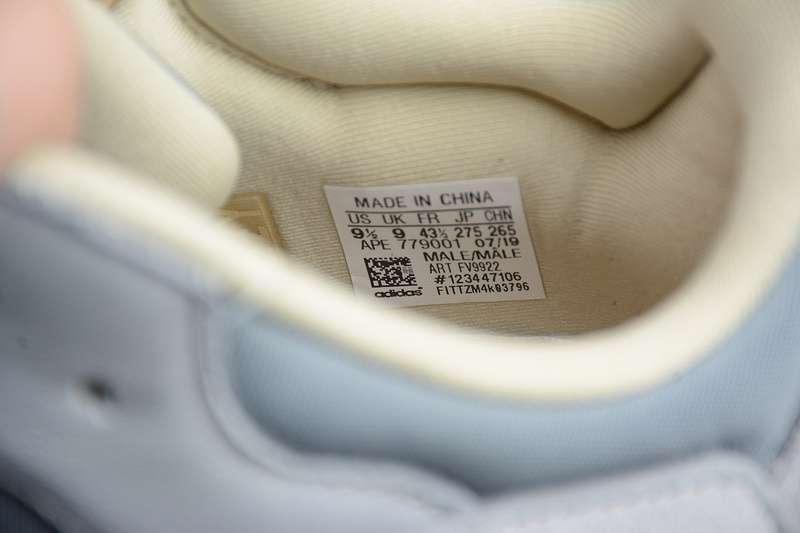 MADE IN CHINA
US UK FR JP CHN
9½ 9 43½ 275 265
APE 779001 07/19
MALE/MÂLE
ART FV9922
#123447106
FITTZM4k03796
adidas